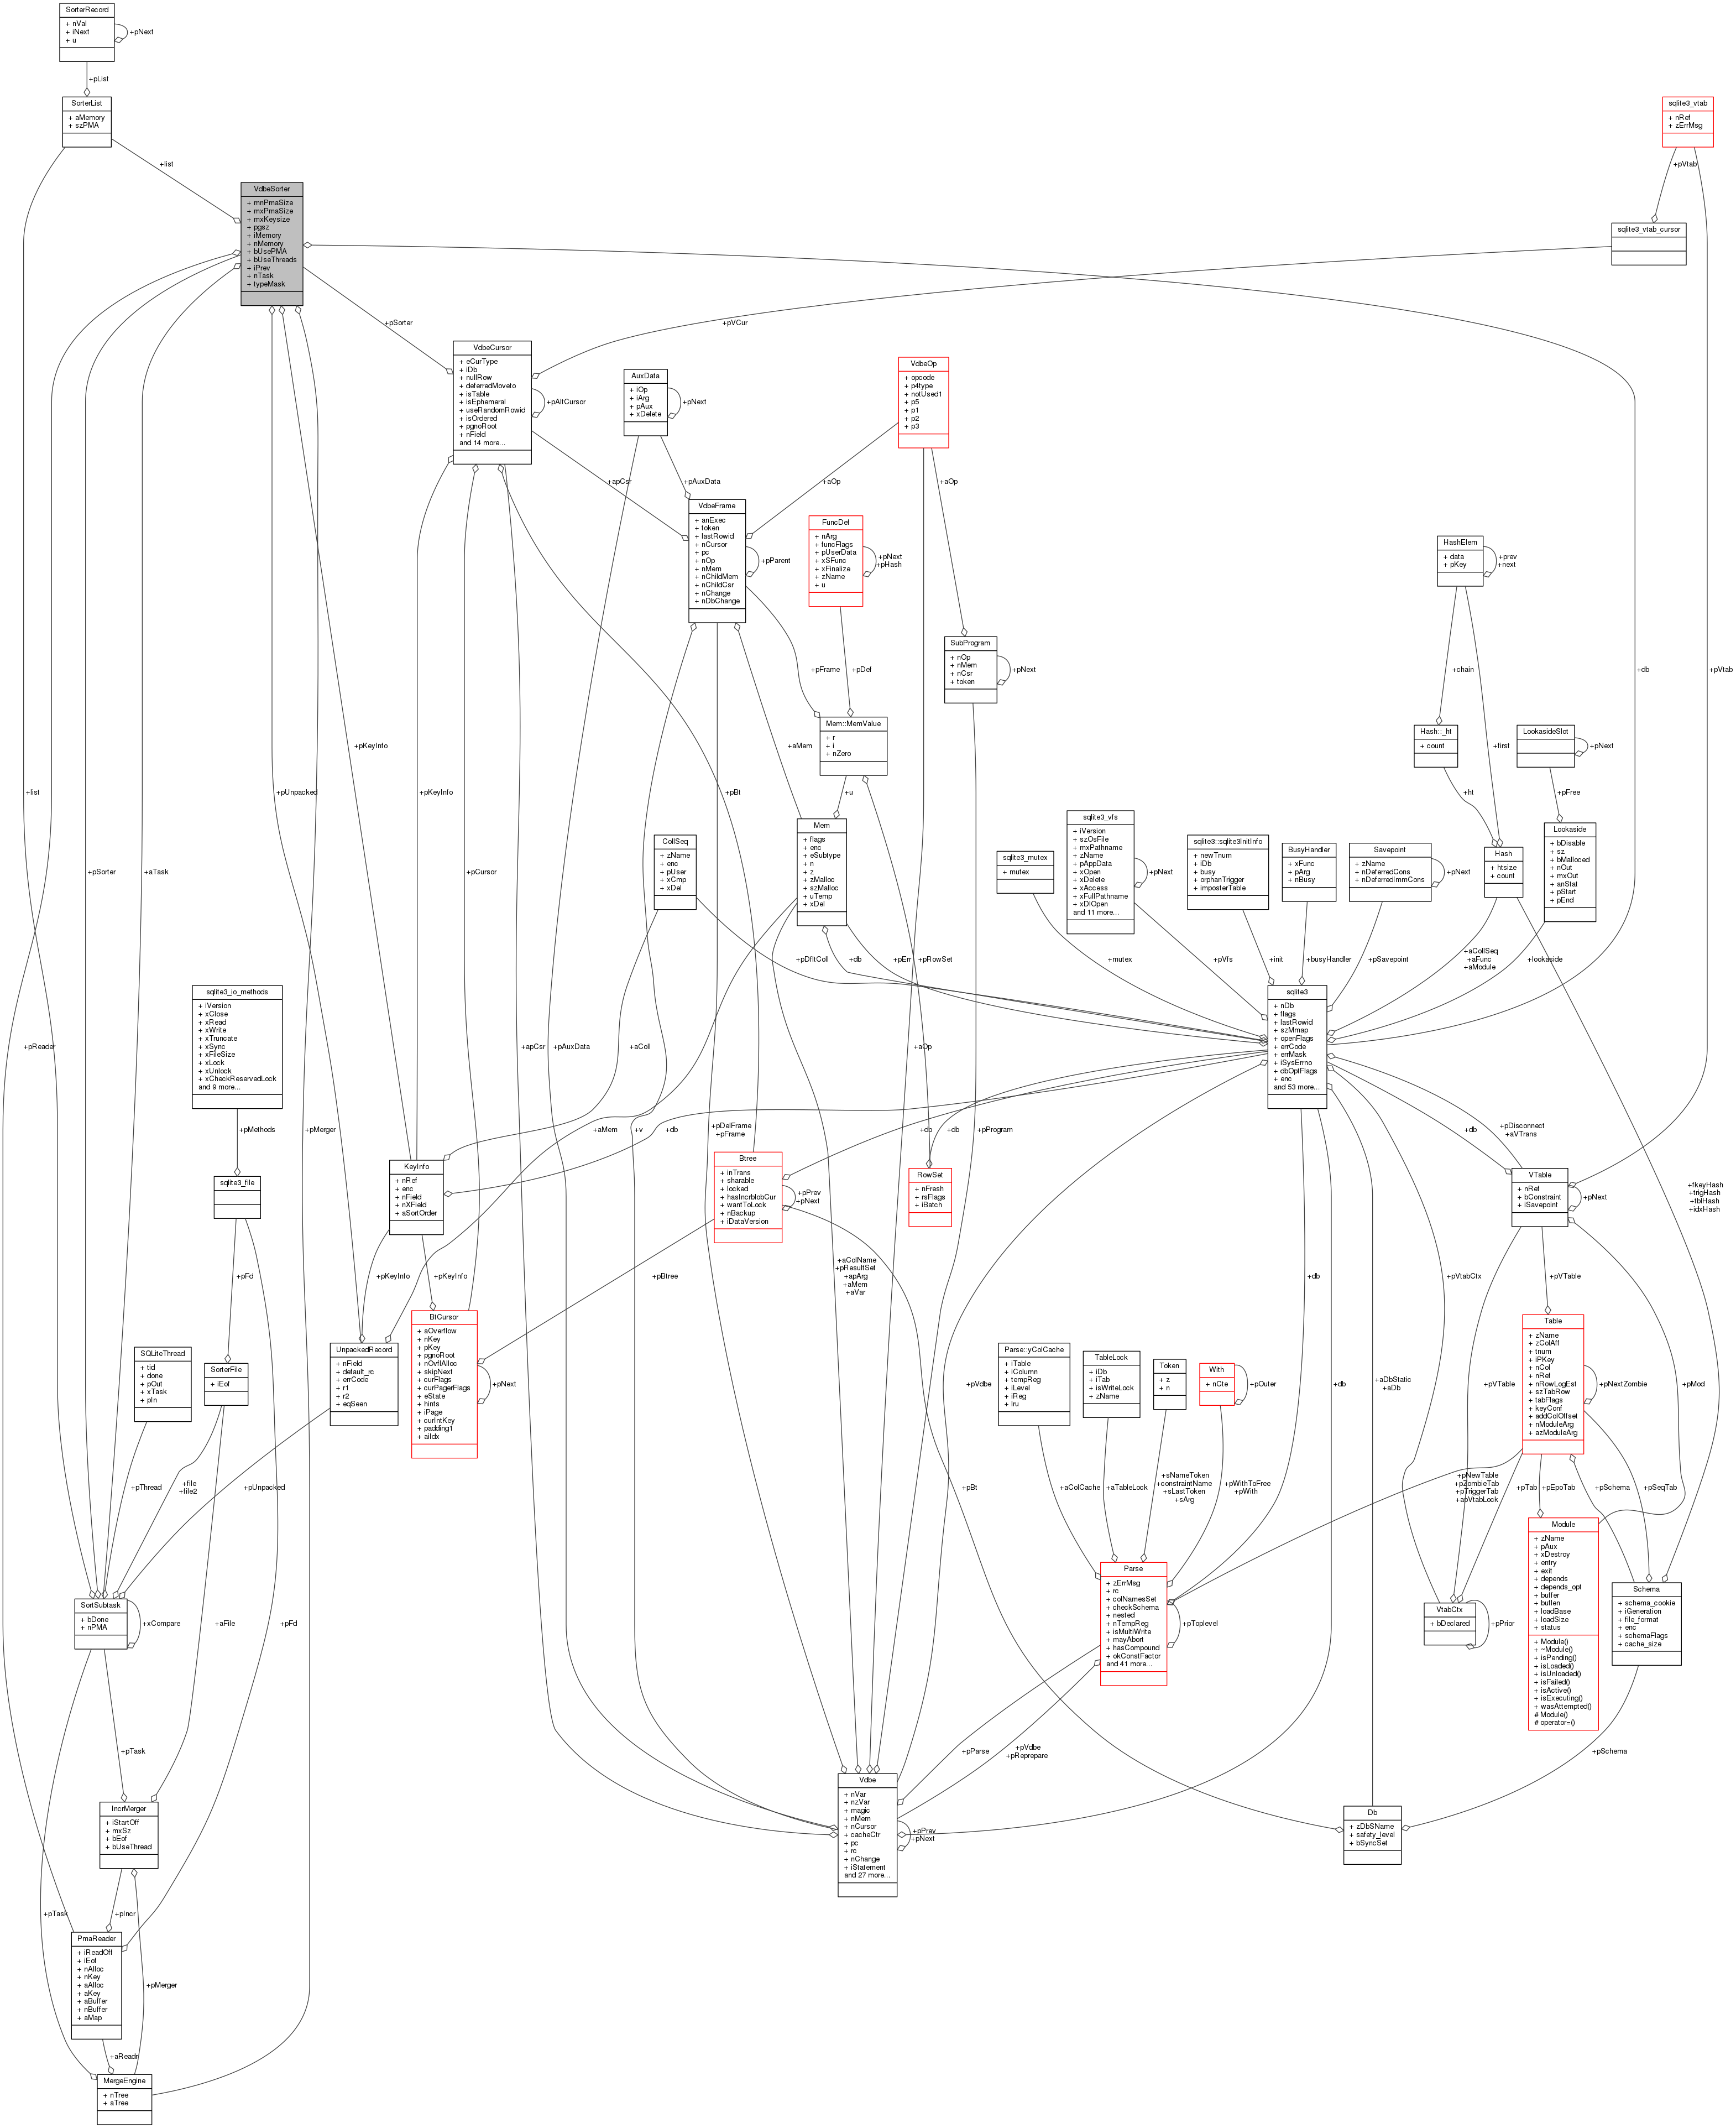 SorterRecord
+ nVal
+ iNext
+ u
+pNext
+pList
SorterList
+ aMemory
+ szPMA
+list
sqlite3_vtab
+ nRef
+ zErrMsg
+pVtab
VdbeSorter
+ mnPmaSize
+ mxPmaSize
+ mxKeysize
+ pgsz
+ iMemory
+ nMemory
+ bUsePMA
+ bUseThreads
+ iPrev
+ nTask
+ typeMask
sqlite3_vtab_cursor
+pSorter
+pVCur
VdbeCursor
+ eCurType
+ iDb
+ nullRow
+ deferredMoveto
+ isTable
+ isEphemeral
+ useRandomRowid
+ isOrdered
+ pgnoRoot
+ nField
and 14 more...
+pAltCursor
AuxData
+ iOp
+ iArg
+ pAux
+ xDelete
+pNext
VdbeOp
+ opcode
+ p4type
+ notUsed1
+ p5
+ p1
+ p2
+ p3
+apCsr
+pAuxData
+aOp
+aOp
VdbeFrame
+ anExec
+ token
+ lastRowid
+ nCursor
+ pc
+ nOp
+ nMem
+ nChildMem
+ nChildCsr
+ nChange
+ nDbChange
+pParent
FuncDef
+ nArg
+ funcFlags
+ pUserData
+ xSFunc
+ xFinalize
+ zName
+ u
+pNext
+pHash
HashElem
+ data
+ pKey
+prev
+next
SubProgram
+ nOp
+ nMem
+ nCsr
+ token
+pNext
+pFrame
+pDef
+chain
+db
+pVtab
Mem::MemValue
+ r
+ i
+ nZero
Hash::_ht
+ count
+first
LookasideSlot
+pNext
+pKeyInfo
+aMem
+list
+pUnpacked
+pKeyInfo
+pBt
+u
+ht
+pFree
Mem
+ flags
+ enc
+ eSubtype
+ n
+ z
+ zMalloc
+ szMalloc
+ uTemp
+ xDel
CollSeq
+ zName
+ enc
+ pUser
+ xCmp
+ xDel
sqlite3_mutex
+ mutex
sqlite3_vfs
+ iVersion
+ szOsFile
+ mxPathname
+ zName
+ pAppData
+ xOpen
+ xDelete
+ xAccess
+ xFullPathname
+ xDlOpen
and 11 more...
+pNext
sqlite3::sqlite3InitInfo
+ newTnum
+ iDb
+ busy
+ orphanTrigger
+ imposterTable
BusyHandler
+ xFunc
+ pArg
+ nBusy
Savepoint
+ zName
+ nDeferredCons
+ nDeferredImmCons
+pNext
Hash
+ htsize
+ count
Lookaside
+ bDisable
+ sz
+ bMalloced
+ nOut
+ mxOut
+ anStat
+ pStart
+ pEnd
+pSorter
+aTask
+pCursor
+pDfltColl
+db
+pErr
+pRowSet
+mutex
+pVfs
+init
+busyHandler
+pSavepoint
+aCollSeq
+aFunc
+aModule
+lookaside
sqlite3_io_methods
+ iVersion
+ xClose
+ xRead
+ xWrite
+ xTruncate
+ xSync
+ xFileSize
+ xLock
+ xUnlock
+ xCheckReservedLock
and 9 more...
sqlite3
+ nDb
+ flags
+ lastRowid
+ szMmap
+ openFlags
+ errCode
+ errMask
+ iSysErrno
+ dbOptFlags
+ enc
and 53 more...
+pReader
+apCsr
+pAuxData
+aColl
+aOp
+pMethods
+pMerger
+aMem
+v
+pDelFrame
+pFrame
+db
+db
+db
+pProgram
+pDisconnect
+aVTrans
+db
KeyInfo
+ nRef
+ enc
+ nField
+ nXField
+ aSortOrder
Btree
+ inTrans
+ sharable
+ locked
+ hasIncrblobCur
+ wantToLock
+ nBackup
+ iDataVersion
+pPrev
+pNext
RowSet
+ nFresh
+ rsFlags
+ iBatch
VTable
+ nRef
+ bConstraint
+ iSavepoint
+pNext
+fkeyHash
+trigHash
+tblHash
+idxHash
sqlite3_file
+pFd
+pKeyInfo
+pKeyInfo
+pBtree
+aColName
+pResultSet
+apArg
+aMem
+aVar
+db
+pVtabCtx
+pVTable
BtCursor
+ aOverflow
+ nKey
+ pKey
+ pgnoRoot
+ nOvflAlloc
+ skipNext
+ curFlags
+ curPagerFlags
+ eState
+ hints
+ iPage
+ curIntKey
+ padding1
+ aiIdx
+pNext
SQLiteThread
+ tid
+ done
+ pOut
+ xTask
+ pIn
SorterFile
+ iEof
UnpackedRecord
+ nField
+ default_rc
+ errCode
+ r1
+ r2
+ eqSeen
Parse::yColCache
+ iTable
+ iColumn
+ tempReg
+ iLevel
+ iReg
+ lru
TableLock
+ iDb
+ iTab
+ isWriteLock
+ zName
Token
+ z
+ n
With
+ nCte
+pOuter
+pVdbe
+db
+aDbStatic
+aDb
+pVTable
+pMod
Table
+ zName
+ zColAff
+ tnum
+ iPKey
+ nCol
+ nRef
+ nRowLogEst
+ szTabRow
+ tabFlags
+ keyConf
+ addColOffset
+ nModuleArg
+ azModuleArg
+pNextZombie
+pThread
+file
+file2
+pUnpacked
+pBt
+aColCache
+aTableLock
+sNameToken
+constraintName
+sLastToken
+sArg
+pWithToFree
+pWith
+pNewTable
+pZombieTab
+pTriggerTab
+apVtabLock
+pTab
+pEpoTab
+pSchema
+pSeqTab
Module
+ zName
+ pAux
+ xDestroy
+ entry
+ exit
+ depends
+ depends_opt
+ buffer
+ buflen
+ loadBase
+ loadSize
+ status
+ Module()
+ ~Module()
+ isPending()
+ isLoaded()
+ isUnloaded()
+ isFailed()
+ isActive()
+ isExecuting()
+ wasAttempted()
# Module()
# operator=()
Parse
+ zErrMsg
+ rc
+ colNamesSet
+ checkSchema
+ nested
+ nTempReg
+ isMultiWrite
+ mayAbort
+ hasCompound
+ okConstFactor
and 41 more...
+pToplevel
SortSubtask
+ bDone
+ nPMA
+xCompare
+aFile
+pFd
VtabCtx
+ bDeclared
+pPrior
Schema
+ schema_cookie
+ iGeneration
+ file_format
+ enc
+ schemaFlags
+ cache_size
+pTask
+pParse
+pVdbe
+pReprepare
+pSchema
Vdbe
+ nVar
+ nzVar
+ magic
+ nMem
+ nCursor
+ cacheCtr
+ pc
+ rc
+ nChange
+ iStatement
and 27 more...
+pPrev
+pNext
IncrMerger
+ iStartOff
+ mxSz
+ bEof
+ bUseThread
Db
+ zDbSName
+ safety_level
+ bSyncSet
+pTask
+pIncr
PmaReader
+ iReadOff
+ iEof
+ nAlloc
+ nKey
+ aAlloc
+ aKey
+ aBuffer
+ nBuffer
+ aMap
+pMerger
+aReadr
MergeEngine
+ nTree
+ aTree